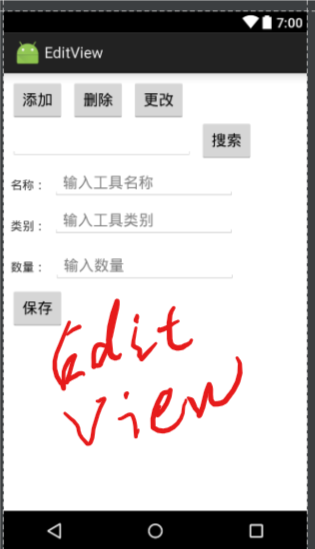 7:00
EditView
添加 删除 更改
搜索
名称： 输入工具名称
类别： 输入工具类别
数量： 输入数量
保存
Edit
View